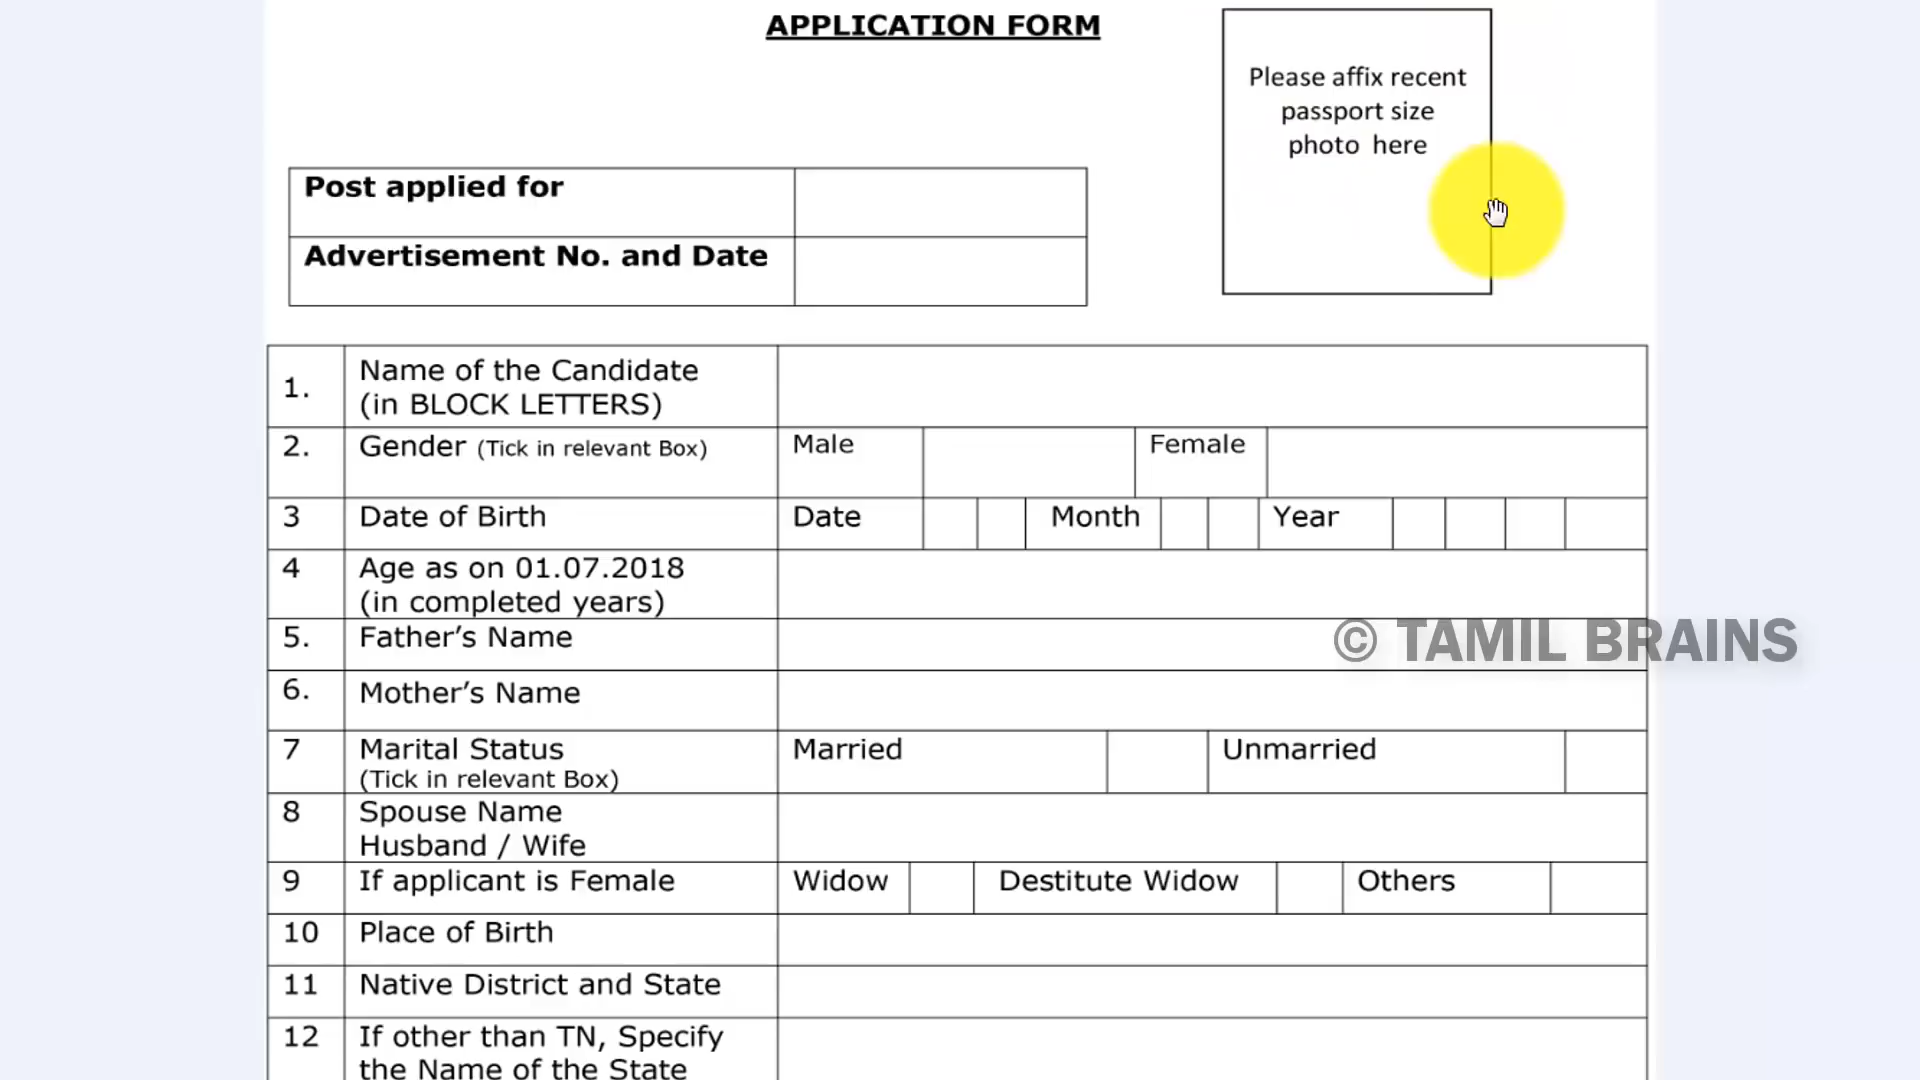 APPLICATION FORM
Please affix recent
passport size
photo here
Post applied for
Advertisement No. and Date
1. Name of the Candidate
(in BLOCK LETTERS)
2. Gender (Tick in relevant Box) Male Female
3 Date of Birth Date Month Year
4 Age as on 01.07.2018
(in completed years)
5. Father’s Name
© TAMIL BRAINS
6. Mother’s Name
7 Marital Status Married Unmarried
(Tick in relevant Box)
8 Spouse Name
Husband / Wife
9 If applicant is Female Widow Destitute Widow Others
10 Place of Birth
11 Native District and State
12 If other than TN, Specify
the Name of the State